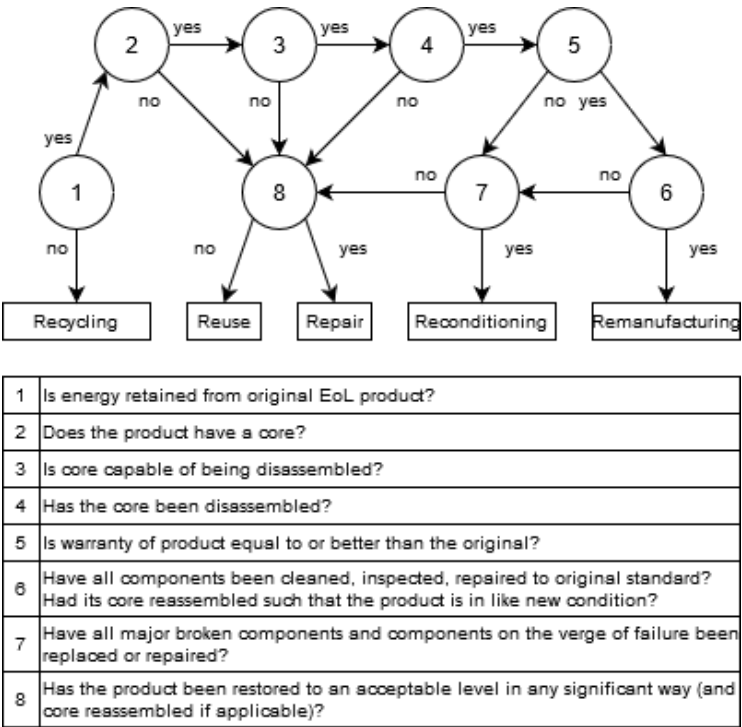 2 yes 3 yes 4 yes 5
no no no no yes
yes
1 8 no 7 no 6
no no yes yes yes
Recycling Reuse Repair Reconditioning Remanufacturing
1 Is energy retained from original EoL product?
2 Does the product have a core?
3 Is core capable of being disassembled?
4 Has the core been disassembled?
5 Is warranty of product equal to or better than the original?
6 Have all components been cleaned, inspected, repaired to original standard?
Had its core reassembled such that the product is in like new condition?
7 Have all major broken components and components on the verge of failure been
replaced or repaired?
8 Has the product been restored to an acceptable level in any significant way (and
core reassembled if applicable)?